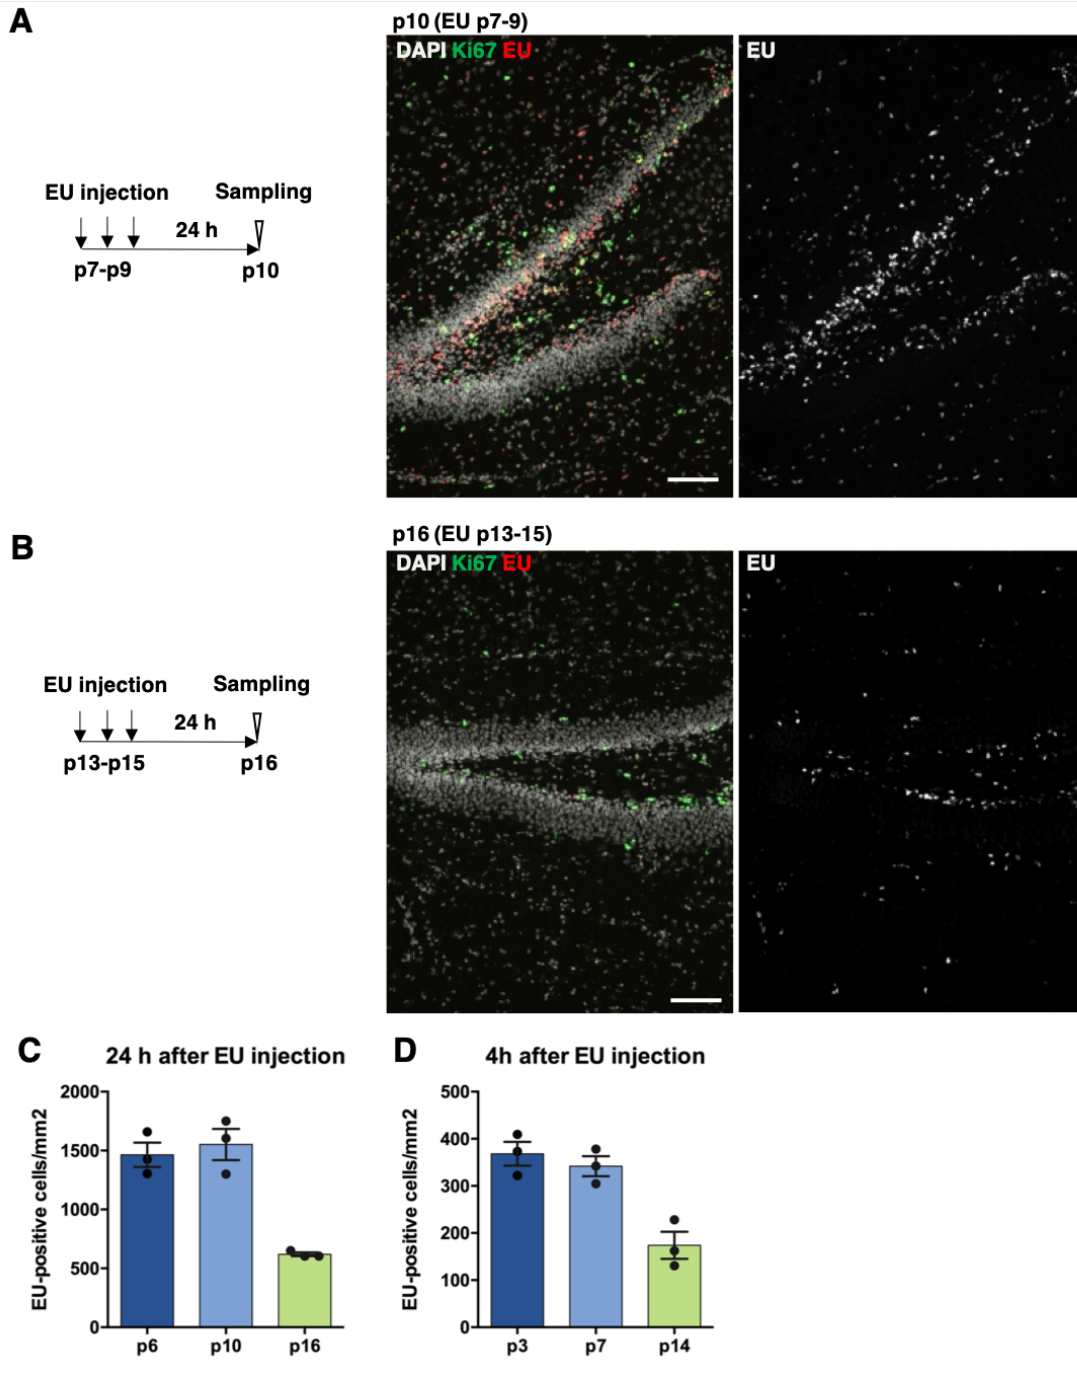 A
p10 (EU p7-9)
DAPI Ki67 EU
EU
EU injection
Sampling
24 h
p7-p9
p10
B
p16 (EU p13-15)
DAPI Ki67 EU
EU
EU injection
Sampling
24 h
p13-p15
p16
C
24 h after EU injection
EU-positive cells/mm2
2000
1500
1000
500
0
p6
p10
p16
D
4h after EU injection
EU-positive cells/mm2
500
400
300
200
100
0
p3
p7
p14